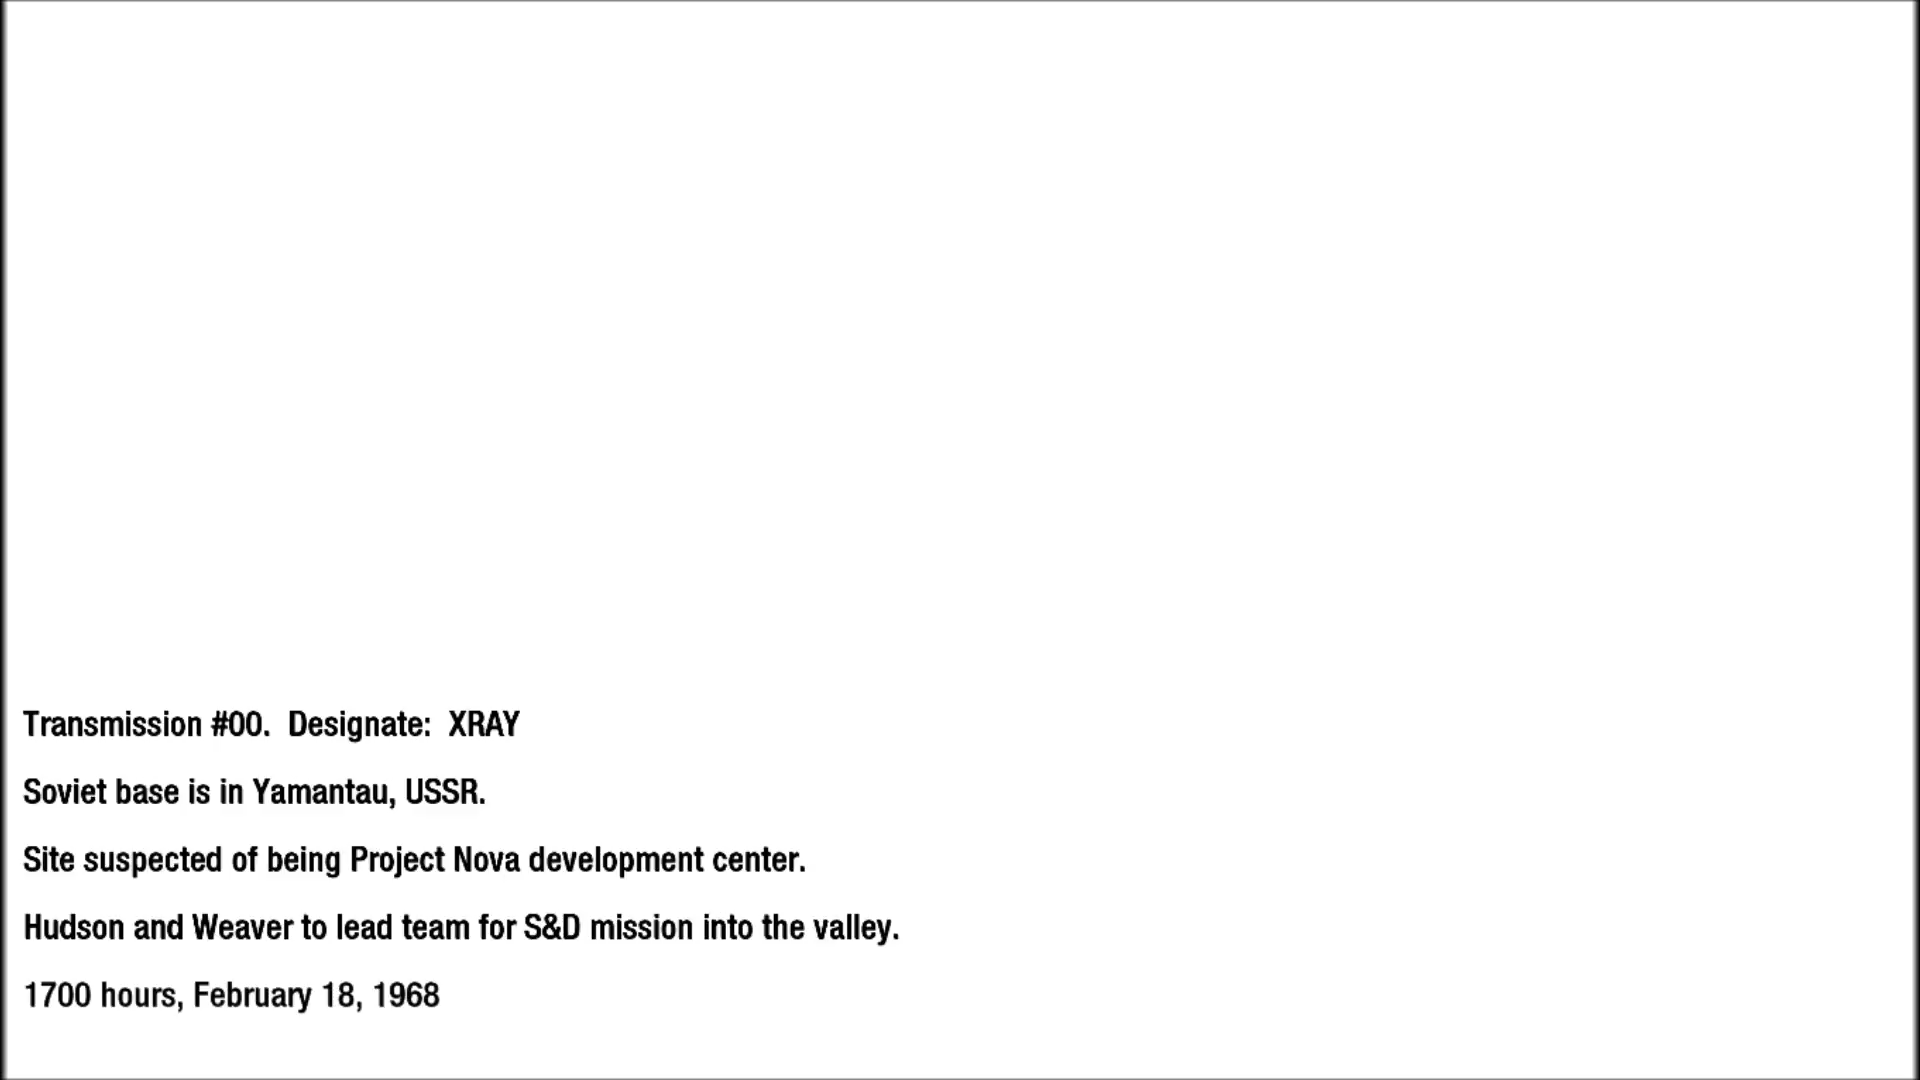 Transmission #00.  Designate:  XRAY
Soviet base is in Yamantau, USSR.
Site suspected of being Project Nova development center.
Hudson and Weaver to lead team for S&D mission into the valley.
1700 hours, February 18, 1968